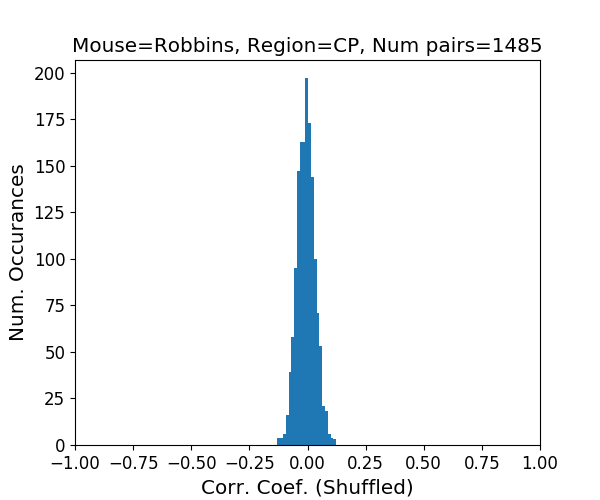 Mouse=Robbins, Region=CP, Num pairs=1485
200
175
150
125
100
75
50
25
0
Num. Occurances
−1.00 −0.75 −0.50 −0.25 0.00 0.25 0.50 0.75 1.00
Corr. Coef. (Shuffled)